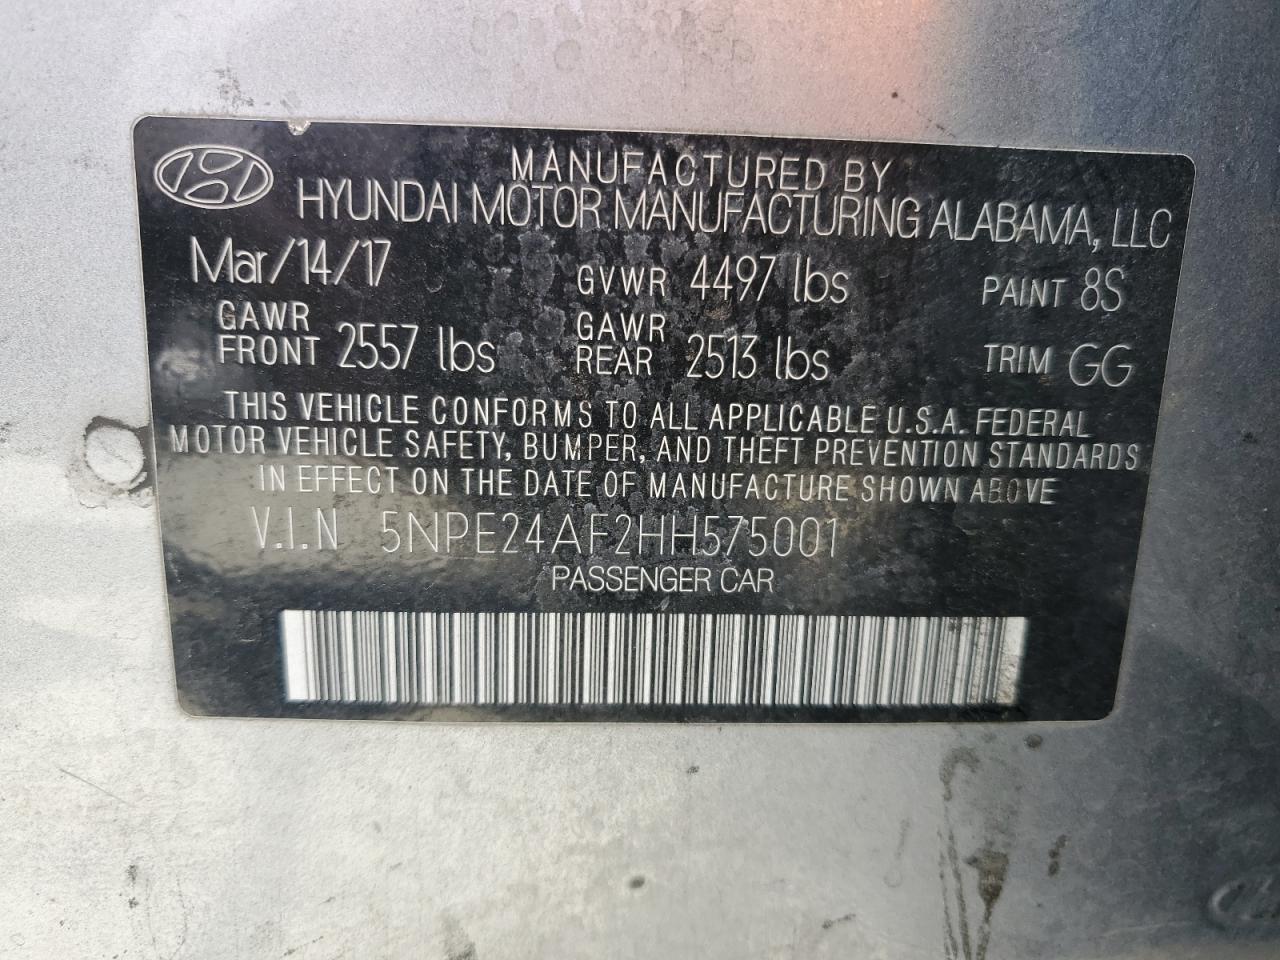 MANUFACTURED BY
HYUNDAI MOTOR MANUFACTURING ALABAMA, LLC
Mar/14/17 GVWR 4497 lbs PAINT 8S
GAWR FRONT 2557 lbs GAWR REAR 2513 lbs TRIM GG
THIS VEHICLE CONFORMS TO ALL APPLICABLE U.S.A. FEDERAL
MOTOR VEHICLE SAFETY, BUMPER, AND THEFT PREVENTION STANDARDS
IN EFFECT ON THE DATE OF MANUFACTURE SHOWN ABOVE
V.I.N 5NPE24AF2HH575001
PASSENGER CAR